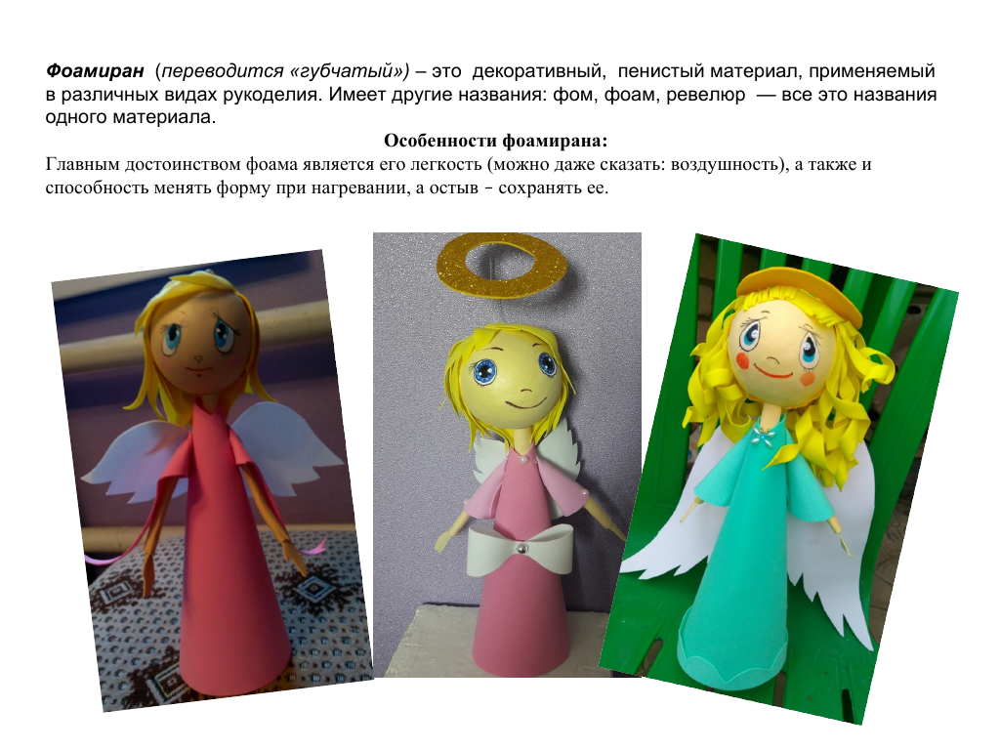 Фоамиран (переводится «губчатый») – это декоративный, пенистый материал, применяемый
в различных видах рукоделия. Имеет другие названия: фом, фоам, ревелюр — все это названия
одного материала.
Особенности фоамирана:
Главным достоинством фоама является его легкость (можно даже сказать: воздушность), а также и
способность менять форму при нагревании, а остыв – сохранять ее.